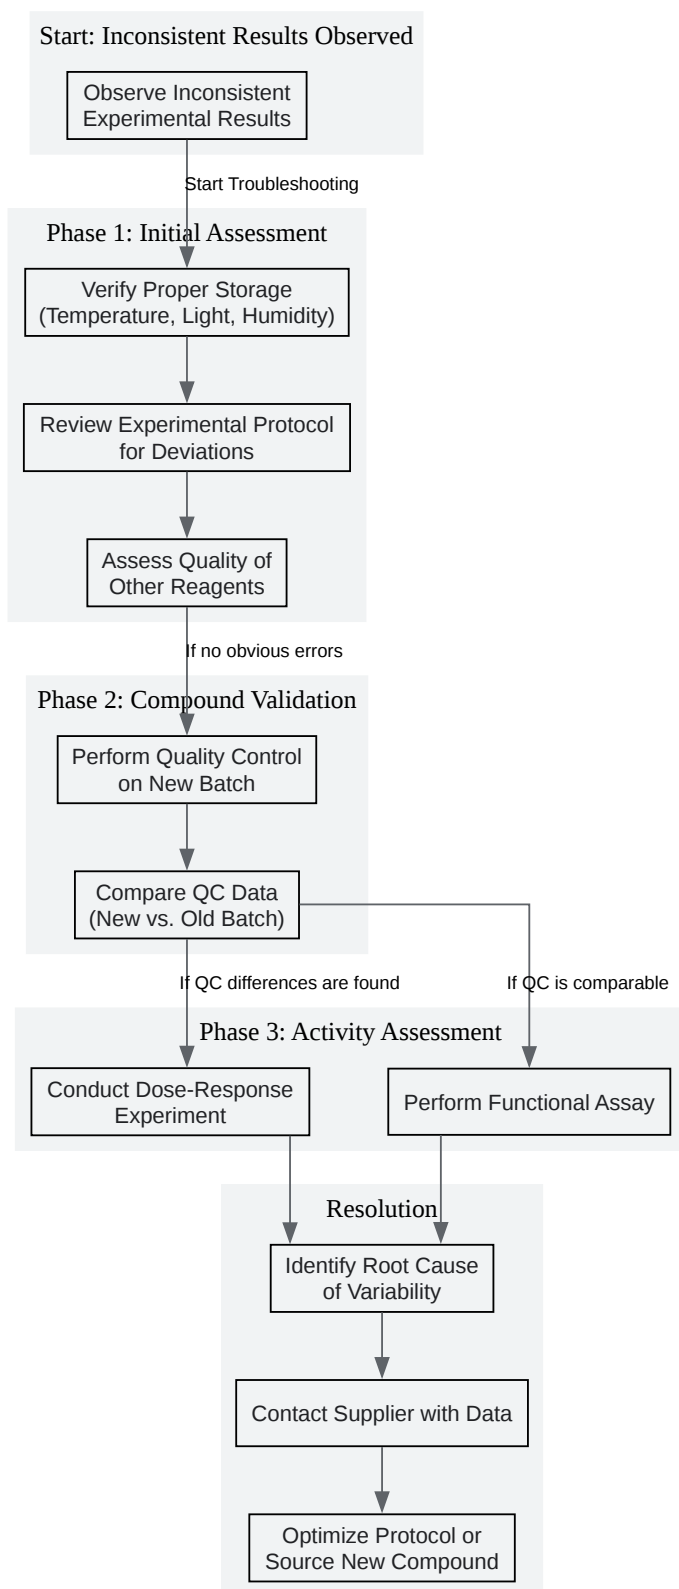 Start: Inconsistent Results Observed
Observe Inconsistent
Experimental Results
Start Troubleshooting
Phase 1: Initial Assessment
Verify Proper Storage
(Temperature, Light, Humidity)
Review Experimental Protocol
for Deviations
Assess Quality of
Other Reagents
If no obvious errors
Phase 2: Compound Validation
Perform Quality Control
on New Batch
Compare QC Data
(New vs. Old Batch)
If QC differences are found
If QC is comparable
Phase 3: Activity Assessment
Conduct Dose-Response
Experiment
Perform Functional Assay
Resolution
Identify Root Cause
of Variability
Contact Supplier with Data
Optimize Protocol or
Source New Compound